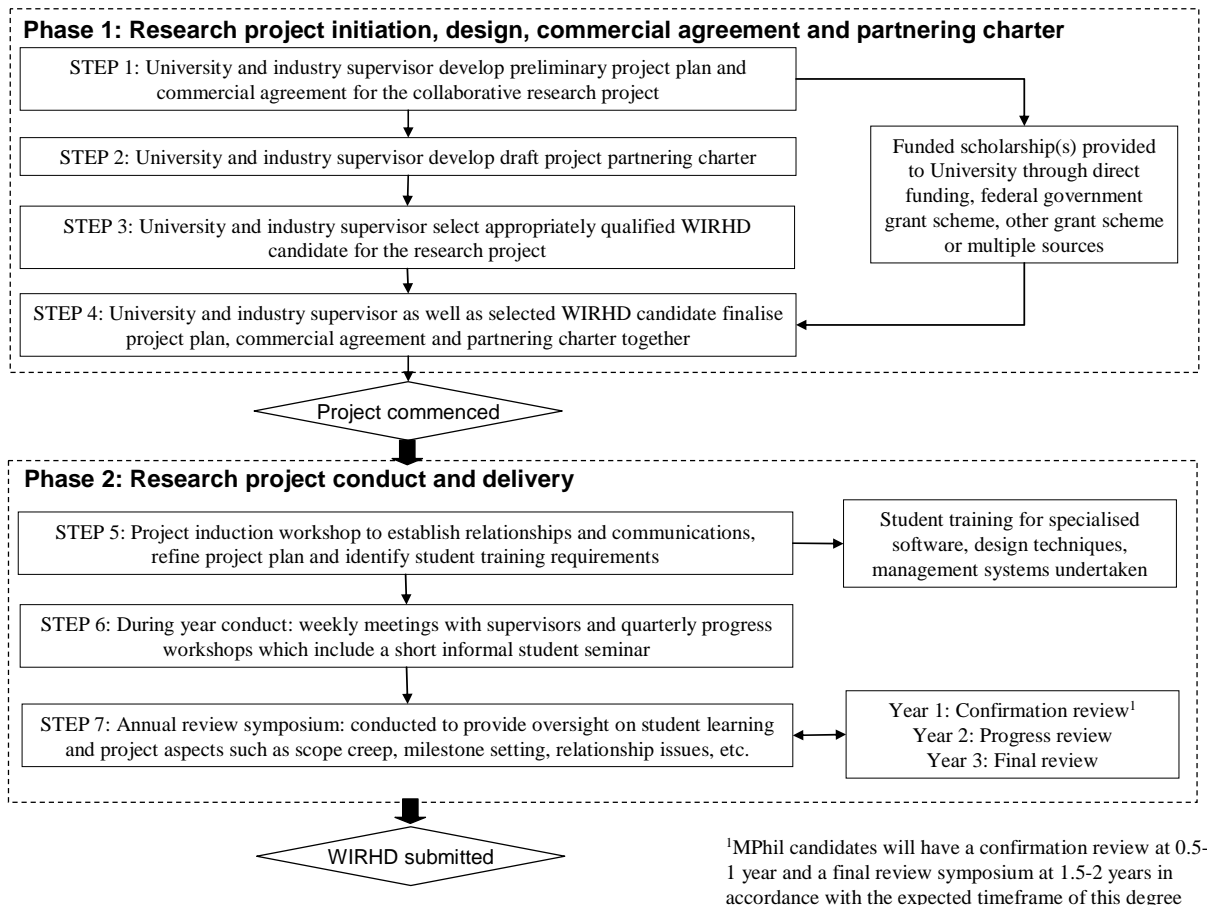 Phase 1: Research project initiation, design, commercial agreement and partnering charter
STEP 1: University and industry supervisor develop preliminary project plan and
commercial agreement for the collaborative research project
STEP 2: University and industry supervisor develop draft project partnering charter
STEP 3: University and industry supervisor select appropriately qualified WIRHD
candidate for the research project
STEP 4: University and industry supervisor as well as selected WIRHD candidate finalise
project plan, commercial agreement and partnering charter together
Funded scholarship(s) provided
to University through direct
funding, federal government
grant scheme, other grant scheme
or multiple sources
Project commenced
Phase 2: Research project conduct and delivery
STEP 5: Project induction workshop to establish relationships and communications,
refine project plan and identify student training requirements
Student training for specialised
software, design techniques,
management systems undertaken
STEP 6: During year conduct: weekly meetings with supervisors and quarterly progress
workshops which include a short informal student seminar
STEP 7: Annual review symposium: conducted to provide oversight on student learning
and project aspects such as scope creep, milestone setting, relationship issues, etc.
Year 1: Confirmation review¹
Year 2: Progress review
Year 3: Final review
WIRHD submitted
¹MPhil candidates will have a confirmation review at 0.5-
1 year and a final review symposium at 1.5-2 years in
accordance with the expected timeframe of this degree